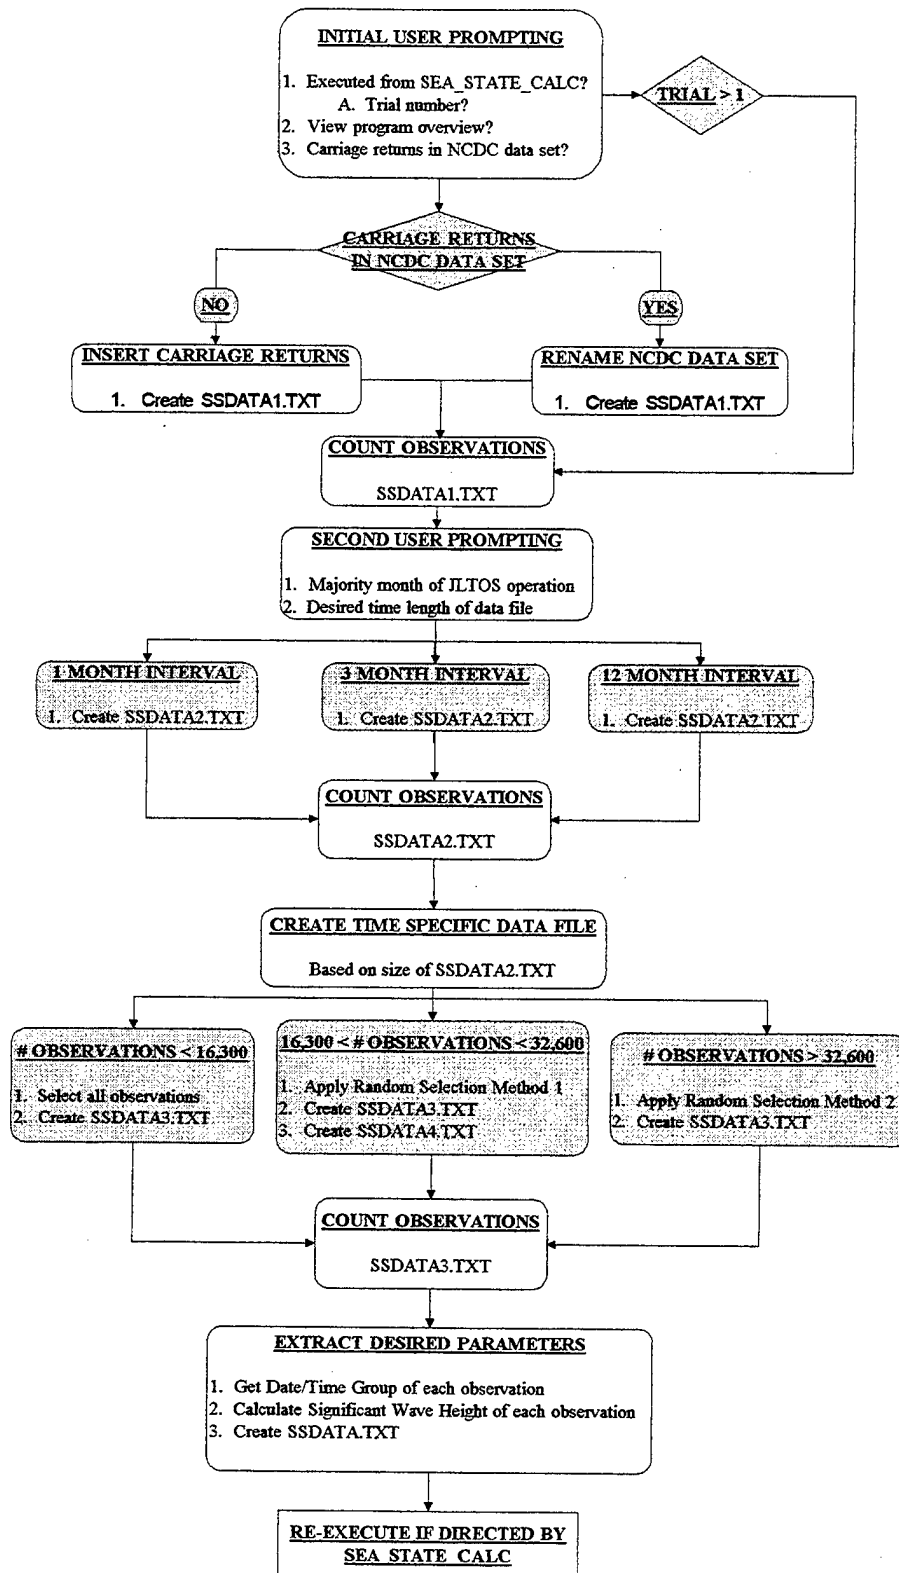 INITIAL USER PROMPTING
1. Executed from SEA_STATE_CALC?
A. Trial number?
2. View program overview?
3. Carriage returns in NCDC data set?
TRIAL > 1
CARRIAGE RETURNS
IN NCDC DATA SET
NO
YES
INSERT CARRIAGE RETURNS
1. Create SSDATA1.TXT
RENAME NCDC DATA SET
1. Create SSDATA1.TXT
COUNT OBSERVATIONS
SSDATA1.TXT
SECOND USER PROMPTING
1. Majority month of JLTOS operation
2. Desired time length of data file
1 MONTH INTERVAL
1. Create SSDATA2.TXT
3 MONTH INTERVAL
1. Create SSDATA2.TXT
12 MONTH INTERVAL
1. Create SSDATA2.TXT
COUNT OBSERVATIONS
SSDATA2.TXT
CREATE TIME SPECIFIC DATA FILE
Based on size of SSDATA2.TXT
# OBSERVATIONS < 16,300
1. Select all observations
2. Create SSDATA3.TXT
16,300 < # OBSERVATIONS < 32,600
1. Apply Random Selection Method 1
2. Create SSDATA3.TXT
3. Create SSDATA4.TXT
# OBSERVATIONS > 32,600
1. Apply Random Selection Method 2
2. Create SSDATA3.TXT
COUNT OBSERVATIONS
SSDATA3.TXT
EXTRACT DESIRED PARAMETERS
1. Get Date/Time Group of each observation
2. Calculate Significant Wave Height of each observation
3. Create SSDATA.TXT
RE-EXECUTE IF DIRECTED BY
SEA STATE CALC